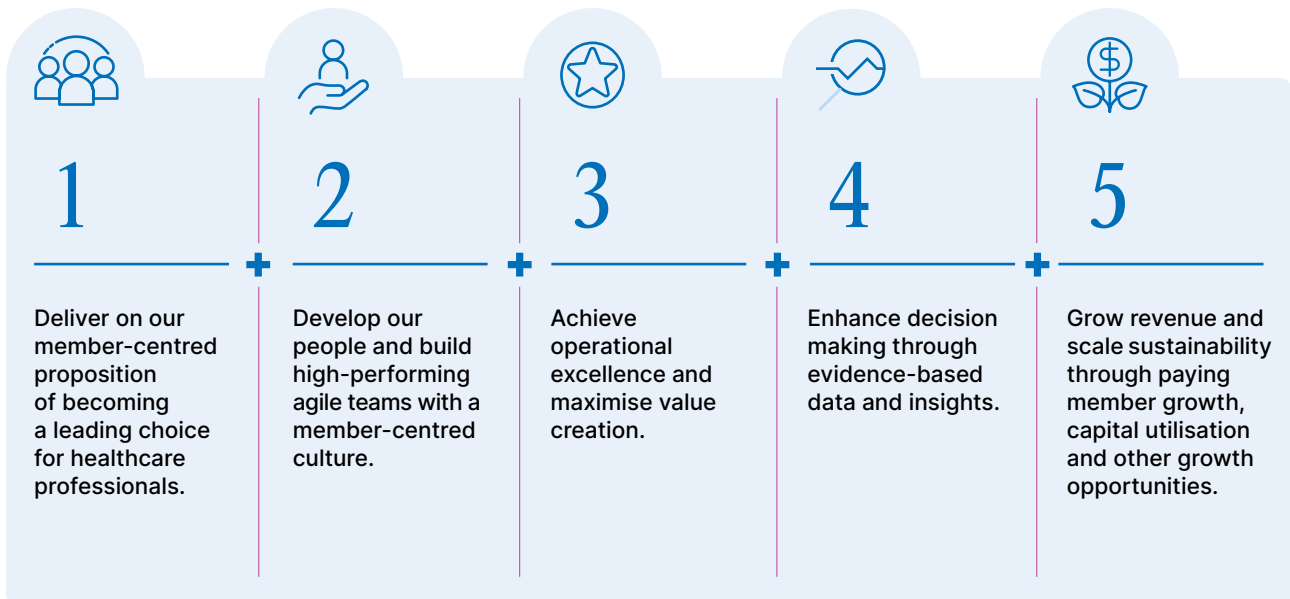 1
Deliver on our
member-centred
proposition
of becoming
a leading choice
for healthcare
professionals.
2
Develop our
people and build
high-performing
agile teams with a
member-centred
culture.
3
Achieve
operational
excellence and
maximise value
creation.
4
Enhance decision
making through
evidence-based
data and insights.
$
5
Grow revenue and
scale sustainability
through paying
member growth,
capital utilisation
and other growth
opportunities.